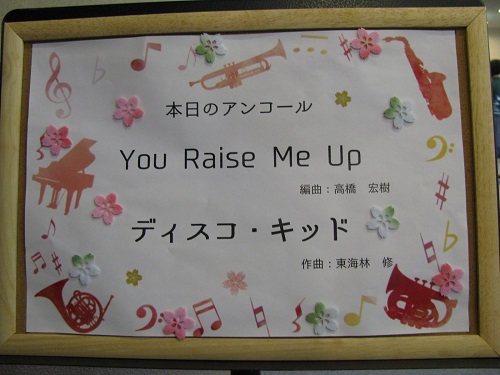 本日のアンコール
You Raise Me Up
編曲：高橋　宏樹
ディスコ・キッド
作曲：東海林　修